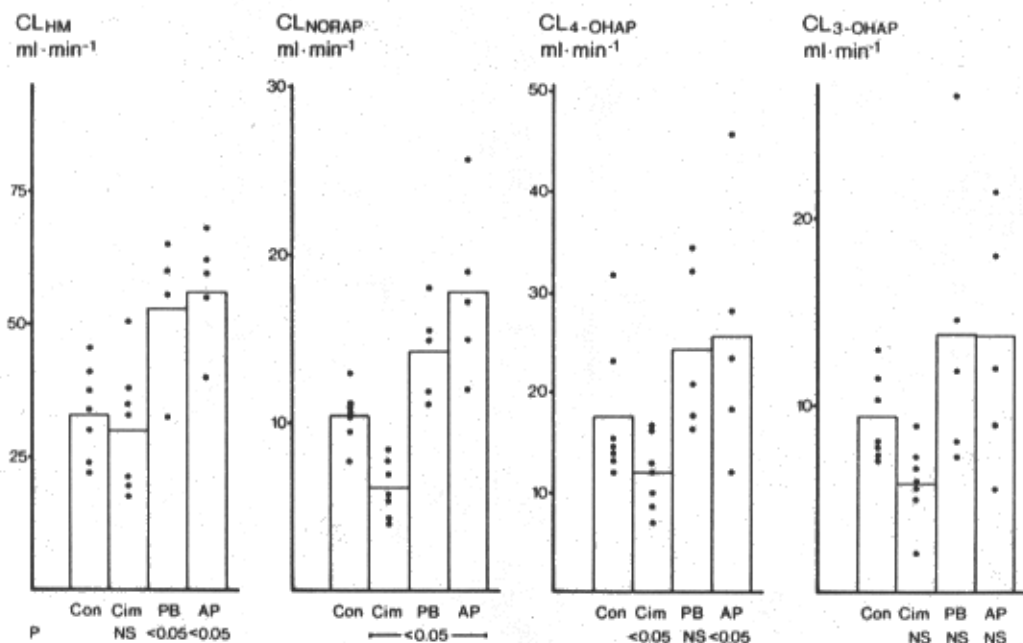 CLHM
ml·min⁻¹
75
50
25
Con Cim PB AP
P NS <0.05 <0.05
CLNORAP
ml·min⁻¹
30
20
10
Con Cim PB AP
<0.05
CL4-OHAP
ml·min⁻¹
50
40
30
20
10
Con Cim PB AP
<0.05 NS <0.05
CL3-OHAP
ml·min⁻¹
20
10
Con Cim PB AP
NS NS NS